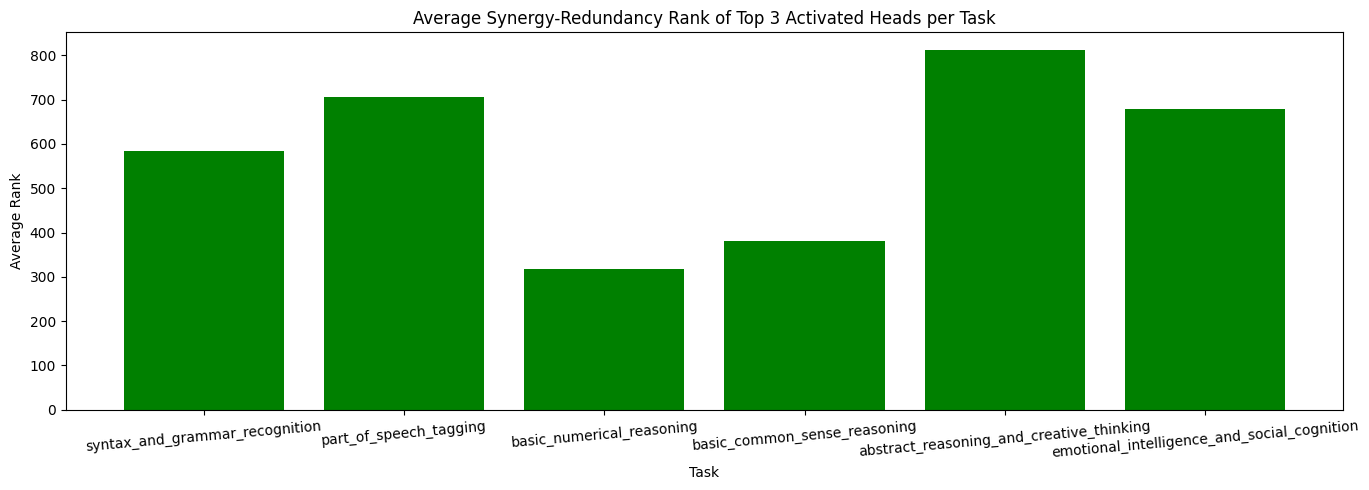 Average Synergy-Redundancy Rank of Top 3 Activated Heads per Task
Average Rank
800
700
600
500
400
300
200
100
0
syntax_and_grammar_recognition
part_of_speech_tagging
basic_numerical_reasoning
basic_common_sense_reasoning
abstract_reasoning_and_creative_thinking
emotional_intelligence_and_social_cognition
Task